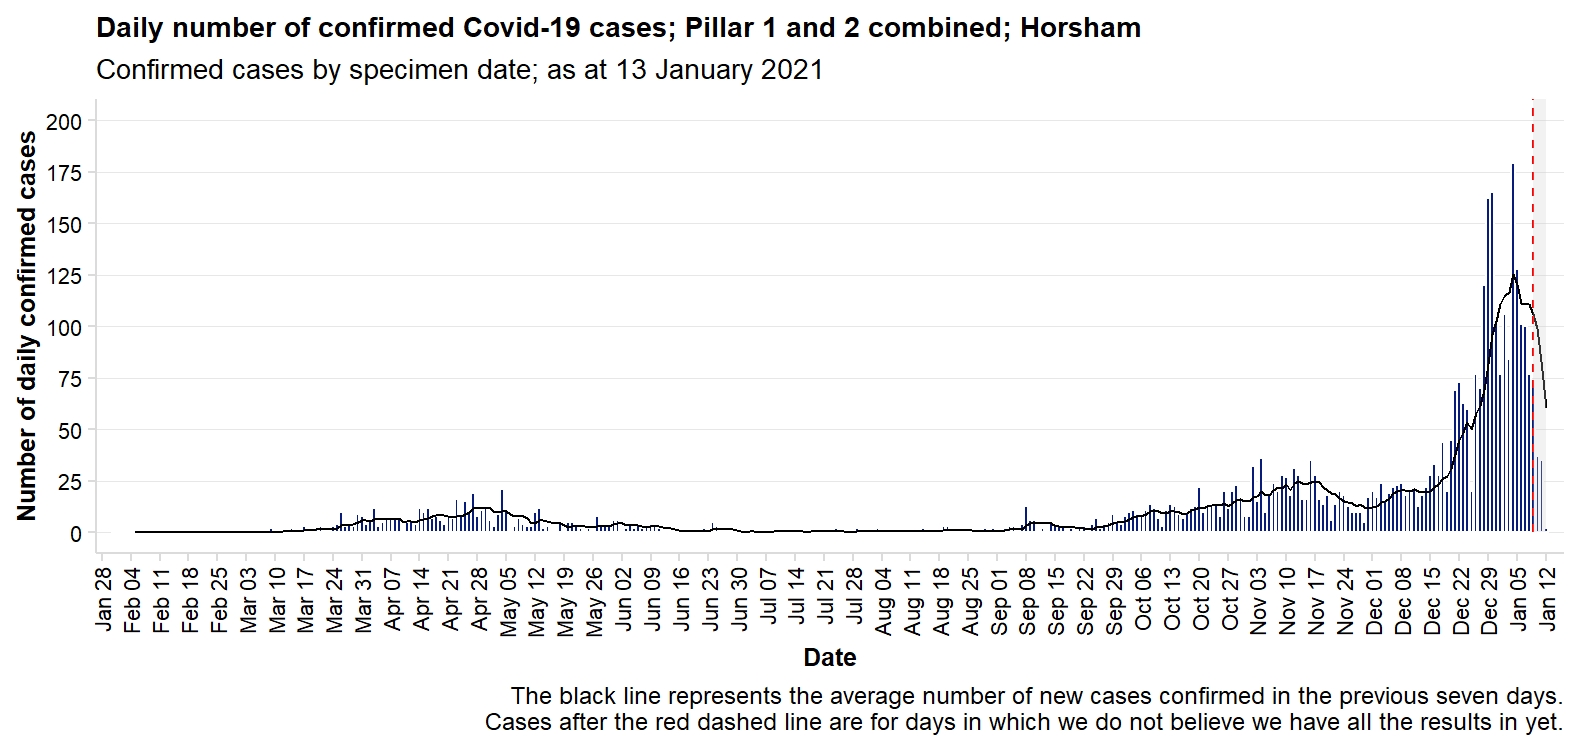 Daily number of confirmed Covid-19 cases; Pillar 1 and 2 combined; Horsham
Confirmed cases by specimen date; as at 13 January 2021
Number of daily confirmed cases
200
175
150
125
100
75
50
25
0
Jan 28
Feb 04
Feb 11
Feb 18
Feb 25
Mar 03
Mar 10
Mar 17
Mar 24
Mar 31
Apr 07
Apr 14
Apr 21
Apr 28
May 05
May 12
May 19
May 26
Jun 02
Jun 09
Jun 16
Jun 23
Jun 30
Jul 07
Jul 14
Jul 21
Jul 28
Aug 04
Aug 11
Aug 18
Aug 25
Sep 01
Sep 08
Sep 15
Sep 22
Sep 29
Oct 06
Oct 13
Oct 20
Oct 27
Nov 03
Nov 10
Nov 17
Nov 24
Dec 01
Dec 08
Dec 15
Dec 22
Dec 29
Jan 05
Jan 12
Date
The black line represents the average number of new cases confirmed in the previous seven days.
Cases after the red dashed line are for days in which we do not believe we have all the results in yet.